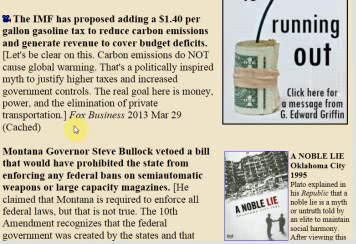 The IMF has proposed adding a $1.40 per
gallon gasoline tax to reduce carbon emissions
and generate revenue to cover budget deficits.
[Let's be clear on this. Carbon emissions do NOT
cause global warming. That's a politically inspired
myth to justify higher taxes and increased
government controls. The real goal here is money,
power, and the elimination of private
transportation.] Fox Business 2013 Mar 29
(Cached)
Montana Governor Steve Bullock vetoed a bill
that would have prohibited the state from
enforcing any federal bans on semiautomatic
weapons or large capacity magazines. [He
claimed that Montana is required to enforce all
federal laws, but that is not true. The 10th
Amendment recognizes that the federal
government was created by the states and that
running
out
Click here for
a message from
G. Edward Griffin
A NOBLE LIE
A NOBLE LIE
Oklahoma City
1995
Plato explained in
his Republic that a
noble lie is a myth
or untruth told by
an elite to maintain
social harmony.
After viewing this